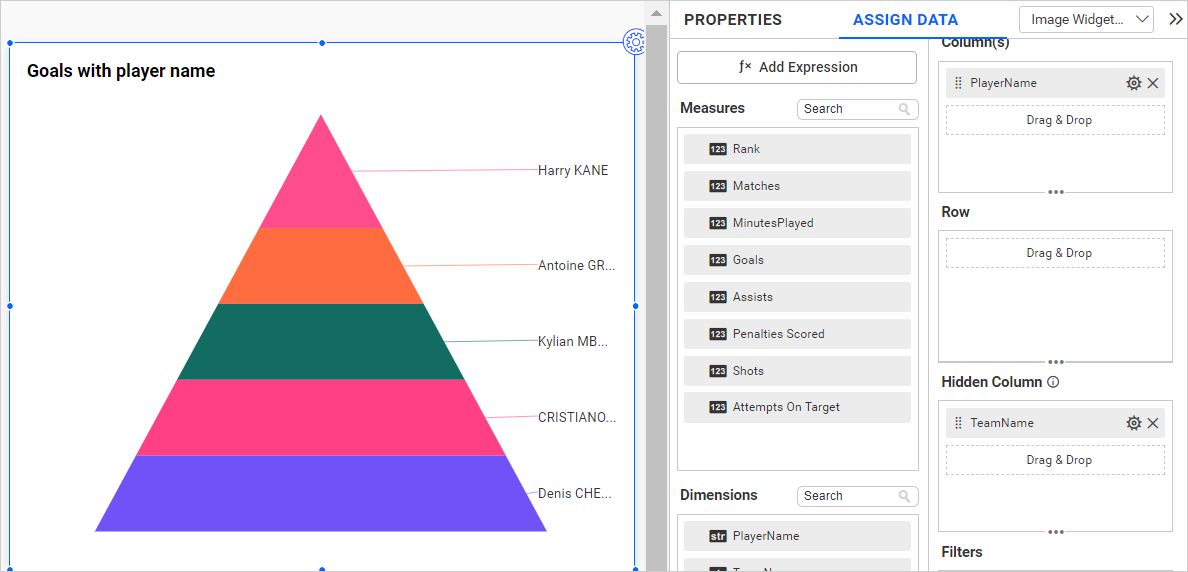 Goals with player name
Harry KANE
Antoine GR...
Kylian MB...
CRISTIANO...
Denis CHE...
PROPERTIES
ASSIGN DATA
Image Widget...
ƒx Add Expression
Measures
Search
123 Rank
123 Matches
123 MinutesPlayed
123 Goals
123 Assists
123 Penalties Scored
123 Shots
123 Attempts On Target
Dimensions
Search
str PlayerName
Column(s)
PlayerName
Drag & Drop
Row
Drag & Drop
Hidden Column
TeamName
Drag & Drop
Filters